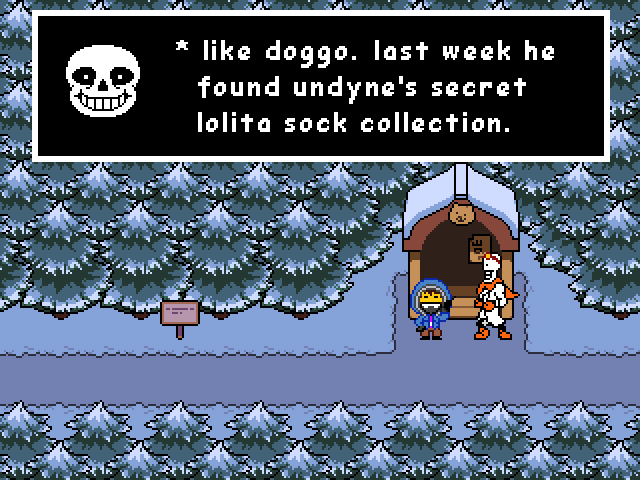 * like doggo. last week he
found undyne's secret
lolita sock collection.